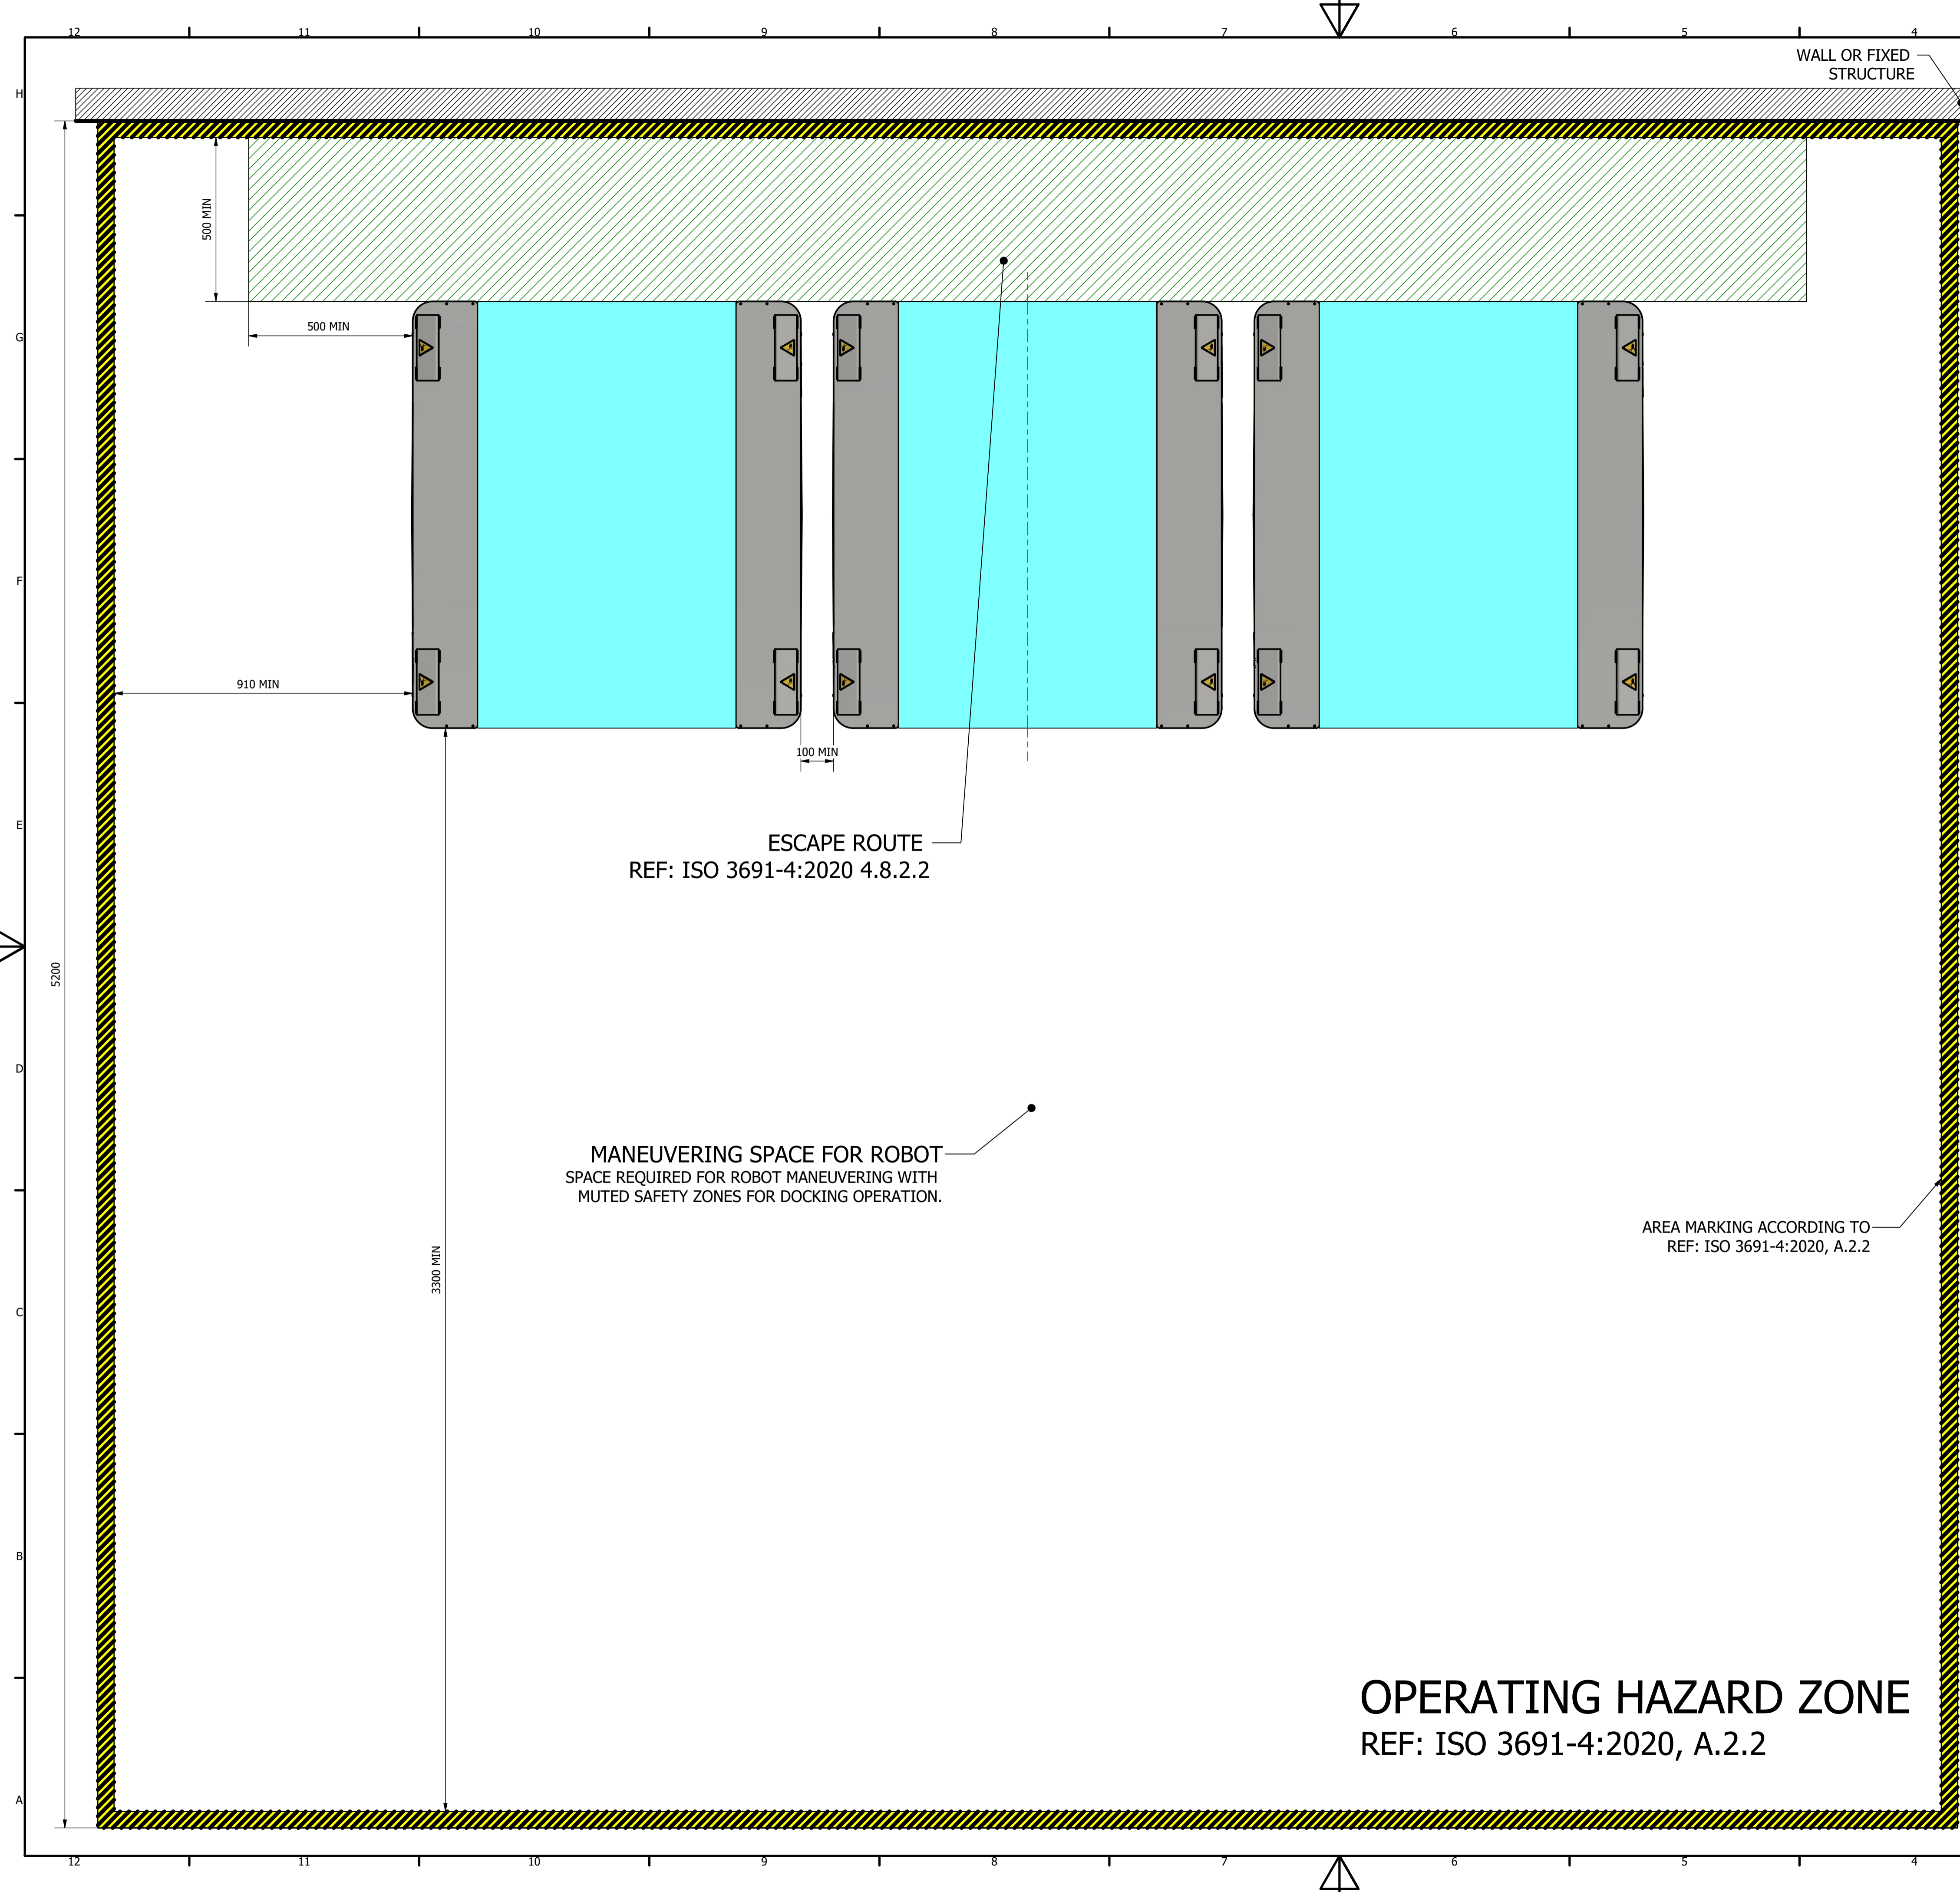 12 11 10 9 8 7 6 5 4
WALL OR FIXED
STRUCTURE
H
500 MIN
G
500 MIN
F
910 MIN
100 MIN
E
ESCAPE ROUTE
REF: ISO 3691-4:2020 4.8.2.2
5200
D
MANEUVERING SPACE FOR ROBOT
SPACE REQUIRED FOR ROBOT MANEUVERING WITH
MUTED SAFETY ZONES FOR DOCKING OPERATION.
AREA MARKING ACCORDING TO
REF: ISO 3691-4:2020, A.2.2
3300 MIN
C
B
OPERATING HAZARD ZONE
REF: ISO 3691-4:2020, A.2.2
A
12 11 10 9 8 7 6 5 4